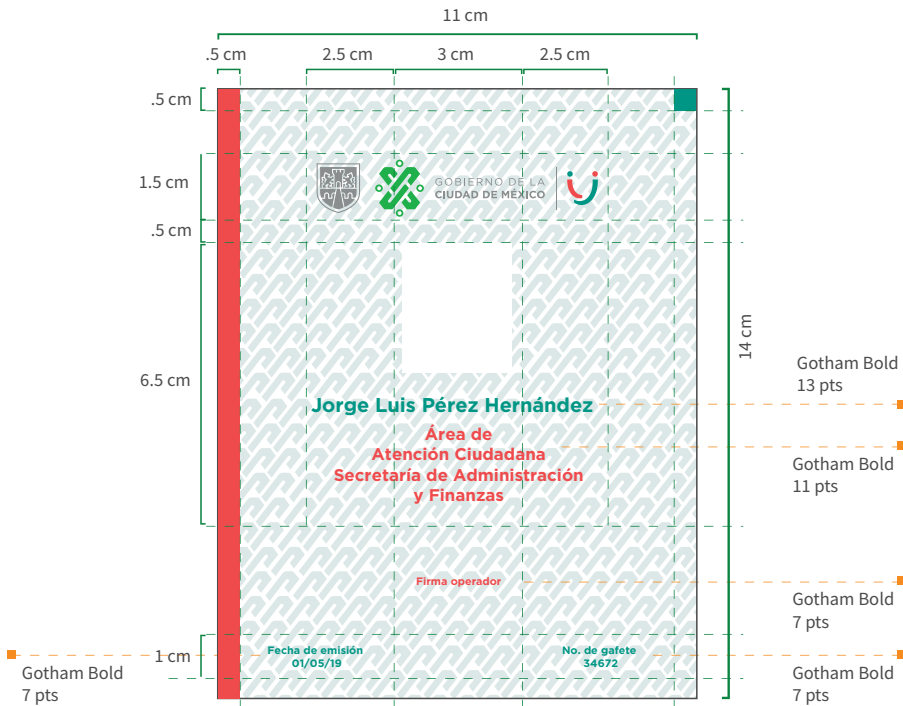 11 cm
.5 cm
2.5 cm
3 cm
2.5 cm
.5 cm
1.5 cm
GOBIERNO DE LA
CIUDAD DE MÉXICO
.5 cm
14 cm
6.5 cm
Gotham Bold
13 pts
Jorge Luis Pérez Hernández
Área de
Atención Ciudadana
Secretaría de Administración
y Finanzas
Gotham Bold
11 pts
Firma operador
Gotham Bold
7 pts
1 cm
Fecha de emisión
01/05/19
No. de gafete
34672
Gotham Bold
7 pts
Gotham Bold
7 pts